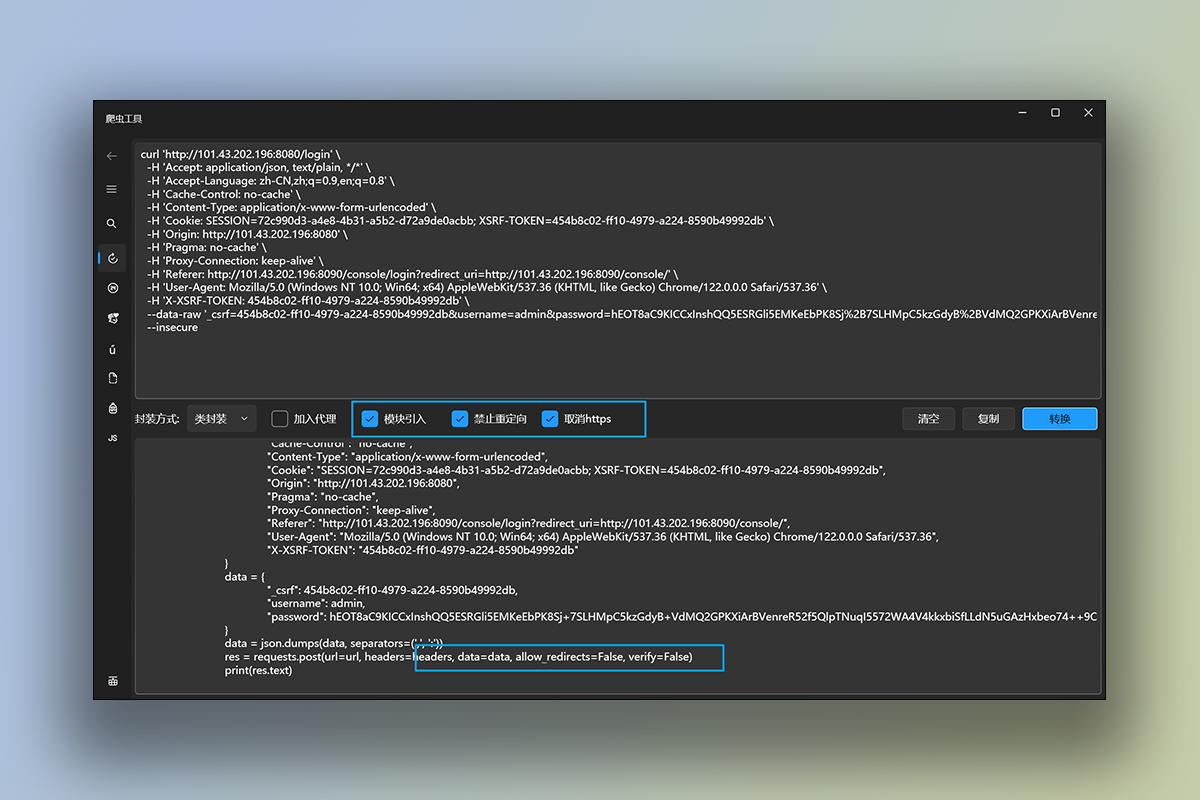 爬虫工具
curl 'http://101.43.202.196:8080/login' \
-H 'Accept: application/json, text/plain, */*' \
-H 'Accept-Language: zh-CN,zh;q=0.9,en;q=0.8' \
-H 'Cache-Control: no-cache' \
-H 'Content-Type: application/x-www-form-urlencoded' \
-H 'Cookie: SESSION=72c990d3-a4e8-4b31-a5b2-d72a9de0acbb; XSRF-TOKEN=454b8c02-ff10-4979-a224-8590b49992db' \
-H 'Origin: http://101.43.202.196:8080' \
-H 'Pragma: no-cache' \
-H 'Proxy-Connection: keep-alive' \
-H 'Referer: http://101.43.202.196:8090/console/login?redirect_uri=http://101.43.202.196:8090/console/' \
-H 'User-Agent: Mozilla/5.0 (Windows NT 10.0; Win64; x64) AppleWebKit/537.36 (KHTML, like Gecko) Chrome/122.0.0.0 Safari/537.36' \
-H 'X-XSRF-TOKEN: 454b8c02-ff10-4979-a224-8590b49992db' \
--data-raw '_csrf=454b8c02-ff10-4979-a224-8590b49992db&username=admin&password=hEOT8aC9KICCxInshQQ5ESRGli5EMKeEbPK8Sj%2B7SLHMpC5kzGdyB%2BVdMQ2GPKXiArBVenre
--insecure
封装方式: 类封装 加入代理 模块引入 禁止重定向 取消https 清空 复制 转换
"Cache-Control": "no-cache",
"Content-Type": "application/x-www-form-urlencoded",
"Cookie": "SESSION=72c990d3-a4e8-4b31-a5b2-d72a9de0acbb; XSRF-TOKEN=454b8c02-ff10-4979-a224-8590b49992db",
"Origin": "http://101.43.202.196:8080",
"Pragma": "no-cache",
"Proxy-Connection": "keep-alive",
"Referer": "http://101.43.202.196:8090/console/login?redirect_uri=http://101.43.202.196:8090/console/",
"User-Agent": "Mozilla/5.0 (Windows NT 10.0; Win64; x64) AppleWebKit/537.36 (KHTML, like Gecko) Chrome/122.0.0.0 Safari/537.36",
"X-XSRF-TOKEN": "454b8c02-ff10-4979-a224-8590b49992db"
}
data = {
"_csrf": 454b8c02-ff10-4979-a224-8590b49992db,
"username": admin,
"password": hEOT8aC9KICCxInshQQ5ESRGli5EMKeEbPK8Sj+7SLHMpC5kzGdyB+VdMQ2GPKXiArBVenreR52f5QlpTNuqI5572WA4V4kkxbiSfLLdN5uGAzHxbeo74++9C
}
data = json.dumps(data, separators=(',', ':'))
res = requests.post(url=url, headers=headers, data=data, allow_redirects=False, verify=False)
print(res.text)
JS